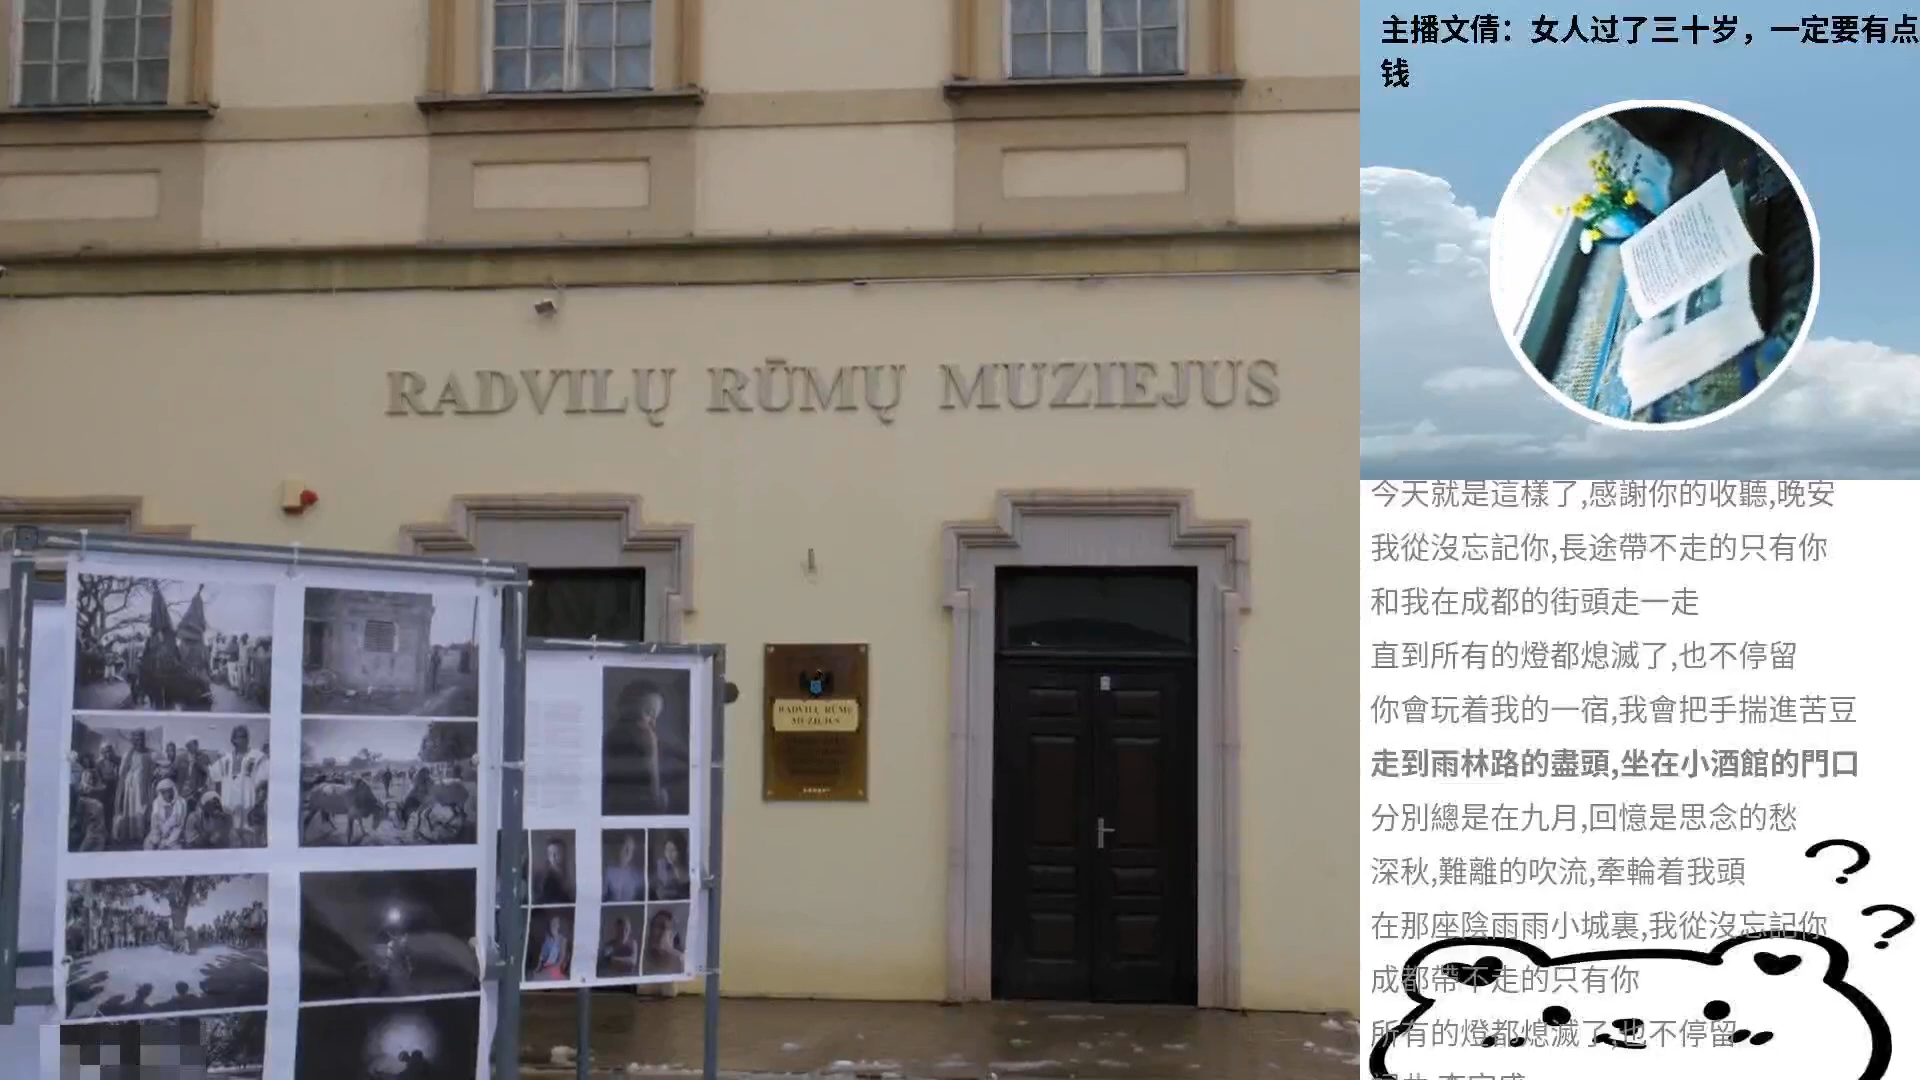 RADVILŲ RŪMŲ MUZIEJUS
RADVILŲ RŪMŲ
MUZIEJUS
主播文倩：女人过了三十岁，一定要有点
钱
今天就是這樣了,感謝你的收聽,晚安
我從沒忘記你,長途帶不走的只有你
和我在成都的街頭走一走
直到所有的燈都熄滅了,也不停留
你會玩着我的一宿,我會把手揣進苦豆
走到雨林路的盡頭,坐在小酒館的門口
分別總是在九月,回憶是思念的愁
深秋,難離的吹流,牽輪着我頭
在那座陰雨雨小城裏,我從沒忘記你
成都帶不走的只有你
所有的燈都熄滅了,也不停留